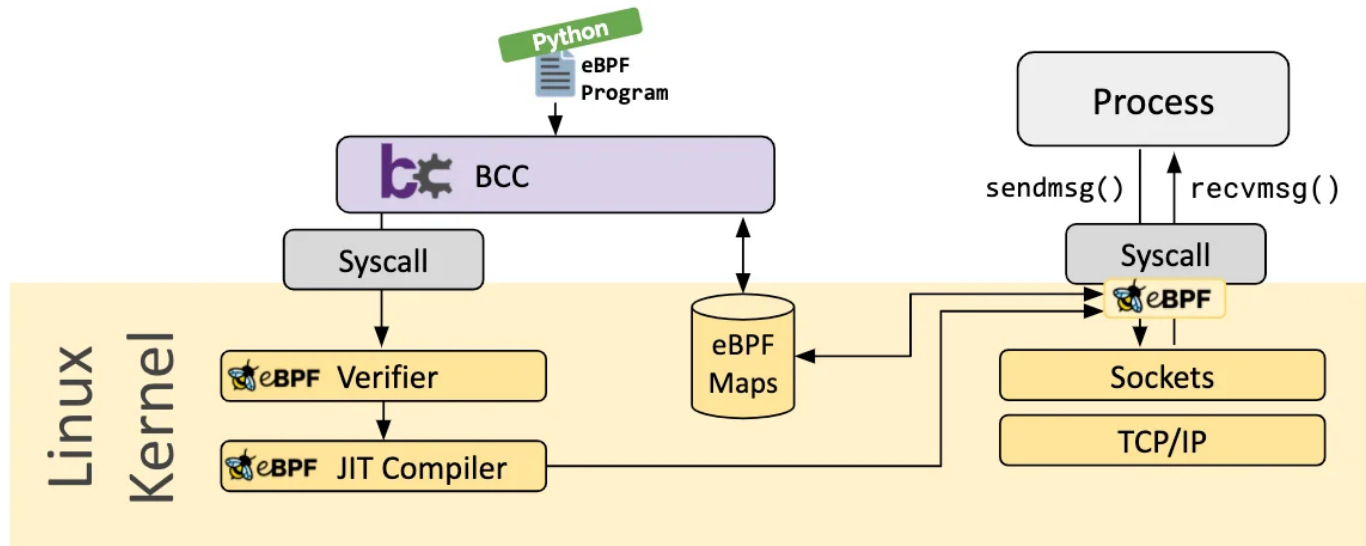 Python
eBPF
Program
bc
BCC
Process
sendmsg()
recvmsg()
Syscall
Syscall
eBPF
eBPF
Maps
eBPF Verifier
Sockets
eBPF JIT Compiler
TCP/IP
Linux
Kernel